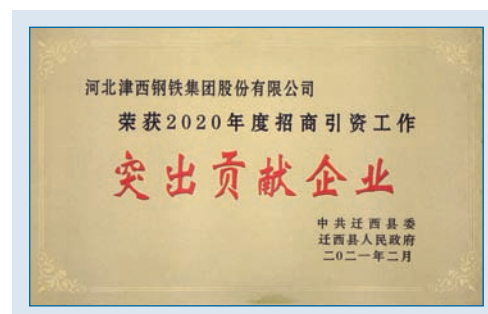 河北津西钢铁集团股份有限公司
荣获2020年度招商引资工作
突出贡献企业
中共迁西县委
迁西县人民政府
二〇二一年二月